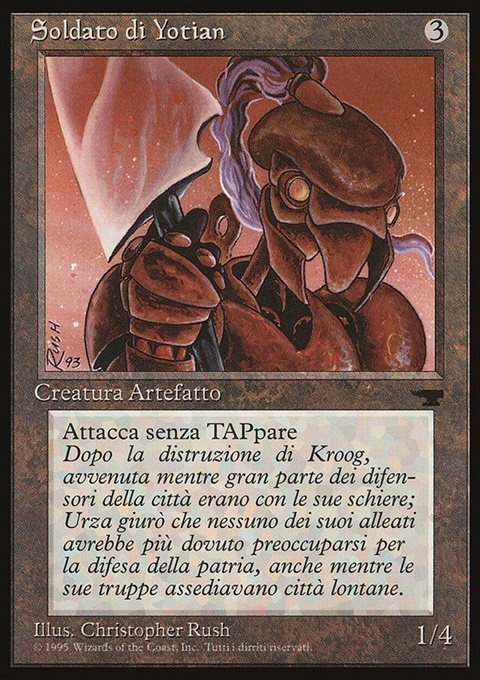 Soldato di Yotian
3
RUSH
93
Creatura Artefatto
Attacca senza TAPpare
Dopo la distruzione di Kroog,
avvenuta mentre gran parte dei difen-
sori della città erano con le sue schiere;
Urza giurò che nessuno dei suoi alleati
avrebbe più dovuto preoccuparsi per
la difesa della patria, anche mentre le
sue truppe assediavano città lontane.
Illus. Christopher Rush
1/4
© 1995 Wizards of the Coast, Inc. Tutti i dirriti riservati.